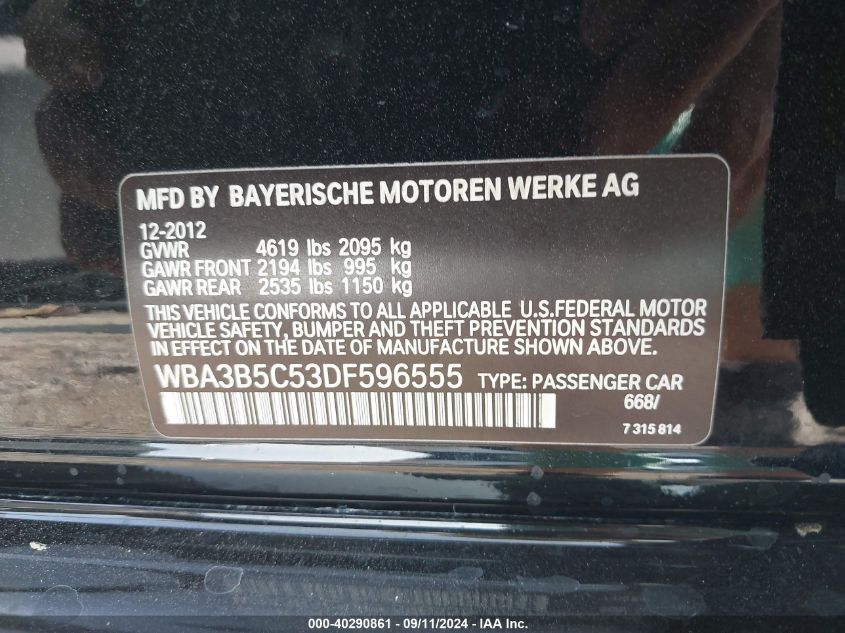 MFD BY BAYERISCHE MOTOREN WERKE AG
12-2012
GVWR 4619 lbs 2095 kg
GAWR FRONT 2194 lbs 995 kg
GAWR REAR 2535 lbs 1150 kg
THIS VEHICLE CONFORMS TO ALL APPLICABLE U.S.FEDERAL MOTOR
VEHICLE SAFETY, BUMPER AND THEFT PREVENTION STANDARDS
IN EFFECT ON THE DATE OF MANUFACTURE SHOWN ABOVE.
WBA3B5C53DF596555 TYPE: PASSENGER CAR
668/
7 315 814
000-40290861 - 09/11/2024 - © IAA Inc.